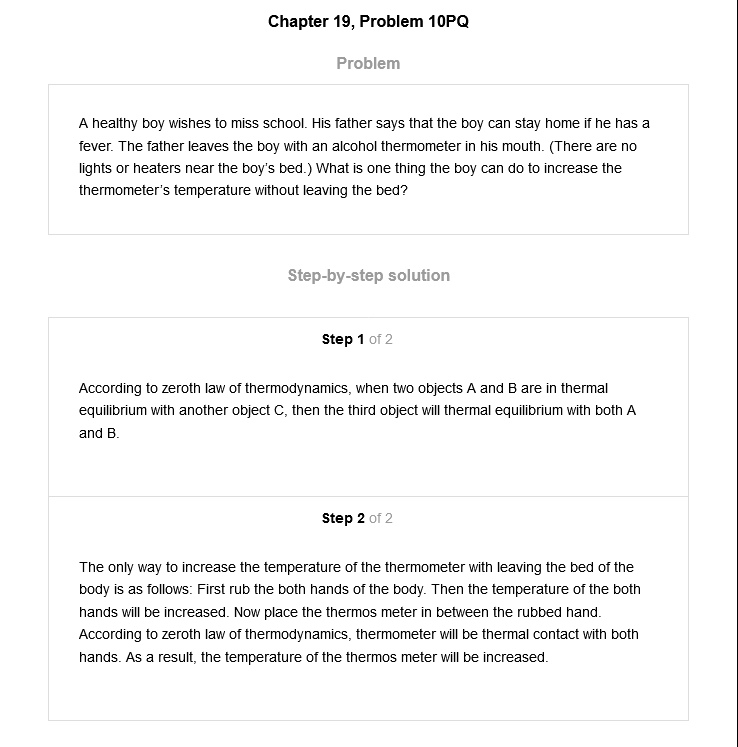 Chapter 19, Problem 10PQ
Problem
A healthy boy wishes to miss school. His father says that the boy can stay home if he has a
fever. The father leaves the boy with an alcohol thermometer in his mouth. (There are no
lights or heaters near the boy's bed.) What is one thing the boy can do to increase the
thermometer's temperature without leaving the bed?
Step-by-step solution
Step 1 of 2
According to zeroth law of thermodynamics, when two objects A and B are in thermal
equilibrium with another object C, then the third object will thermal equilibrium with both A
and B.
Step 2 of 2
The only way to increase the temperature of the thermometer with leaving the bed of the
body is as follows: First rub the both hands of the body. Then the temperature of the both
hands will be increased. Now place the thermos meter in between the rubbed hand.
According to zeroth law of thermodynamics, thermometer will be thermal contact with both
hands. As a result, the temperature of the thermos meter will be increased.